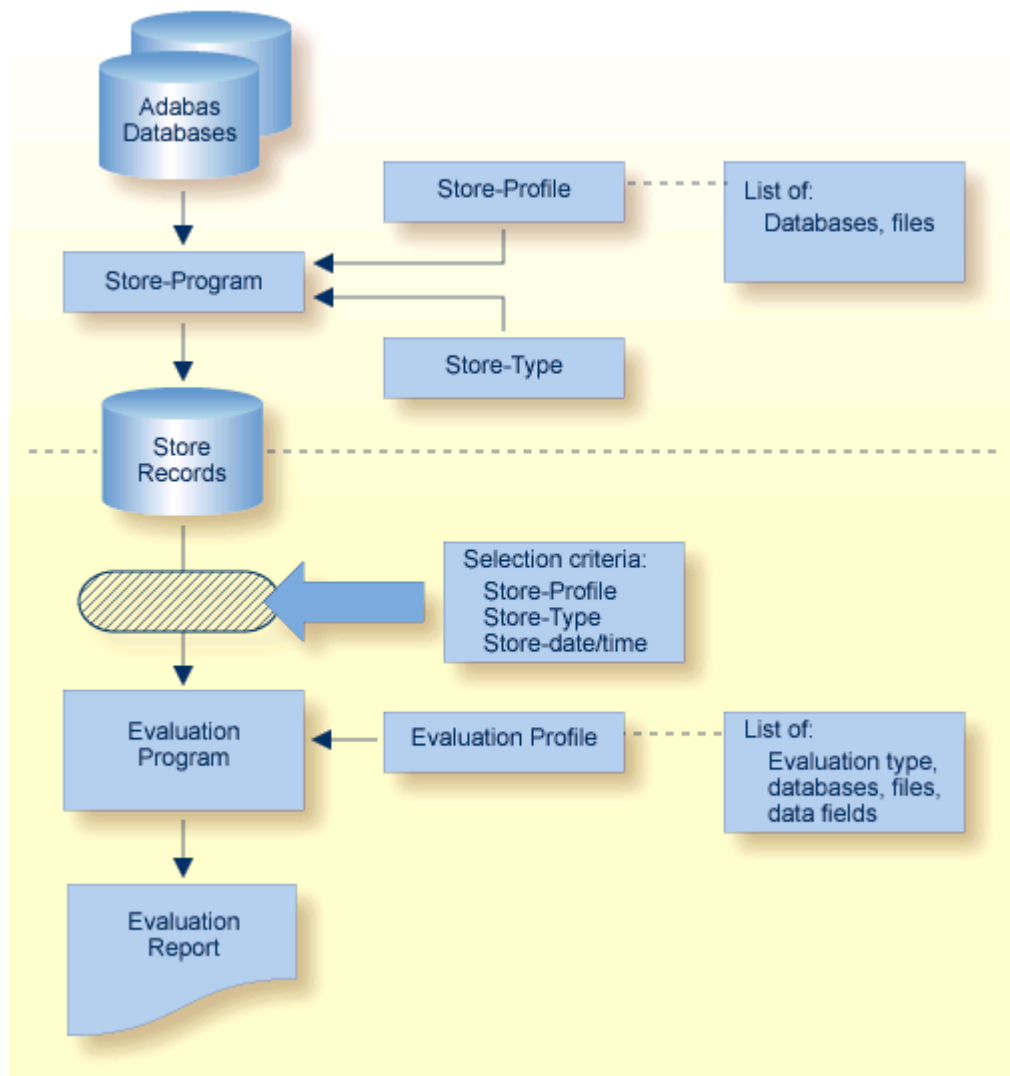 Adabas
Databases
Store-Profile
List of:
Databases, files
Store-Program
Store-Type
Store
Records
Selection criteria:
Store-Profile
Store-Type
Store-date/time
Evaluation
Program
Evaluation Profile
List of:
Evaluation type,
databases, files,
data fields
Evaluation
Report